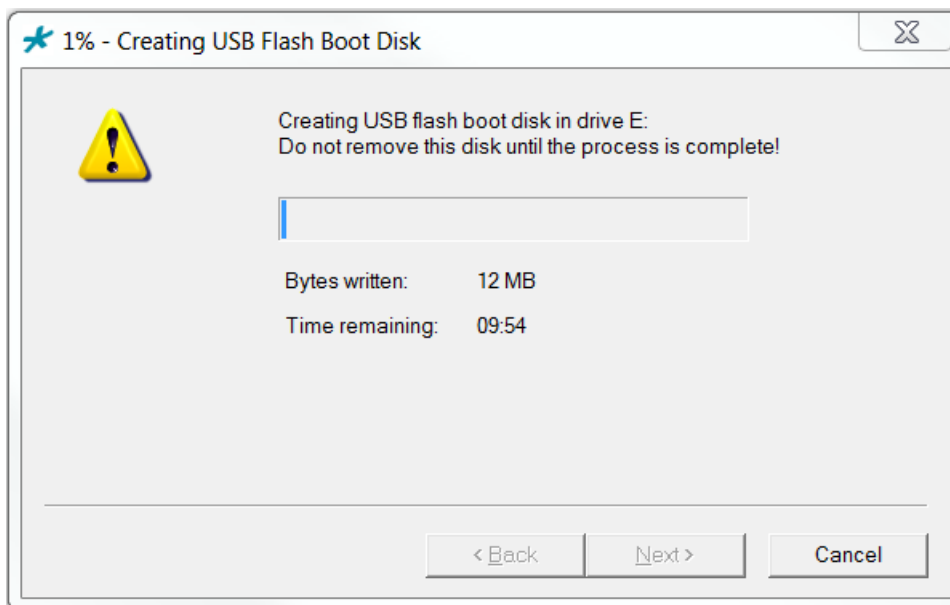 1% - Creating USB Flash Boot Disk
Creating USB flash boot disk in drive E:
Do not remove this disk until the process is complete!
Bytes written: 12 MB
Time remaining: 09:54
< Back Next > Cancel